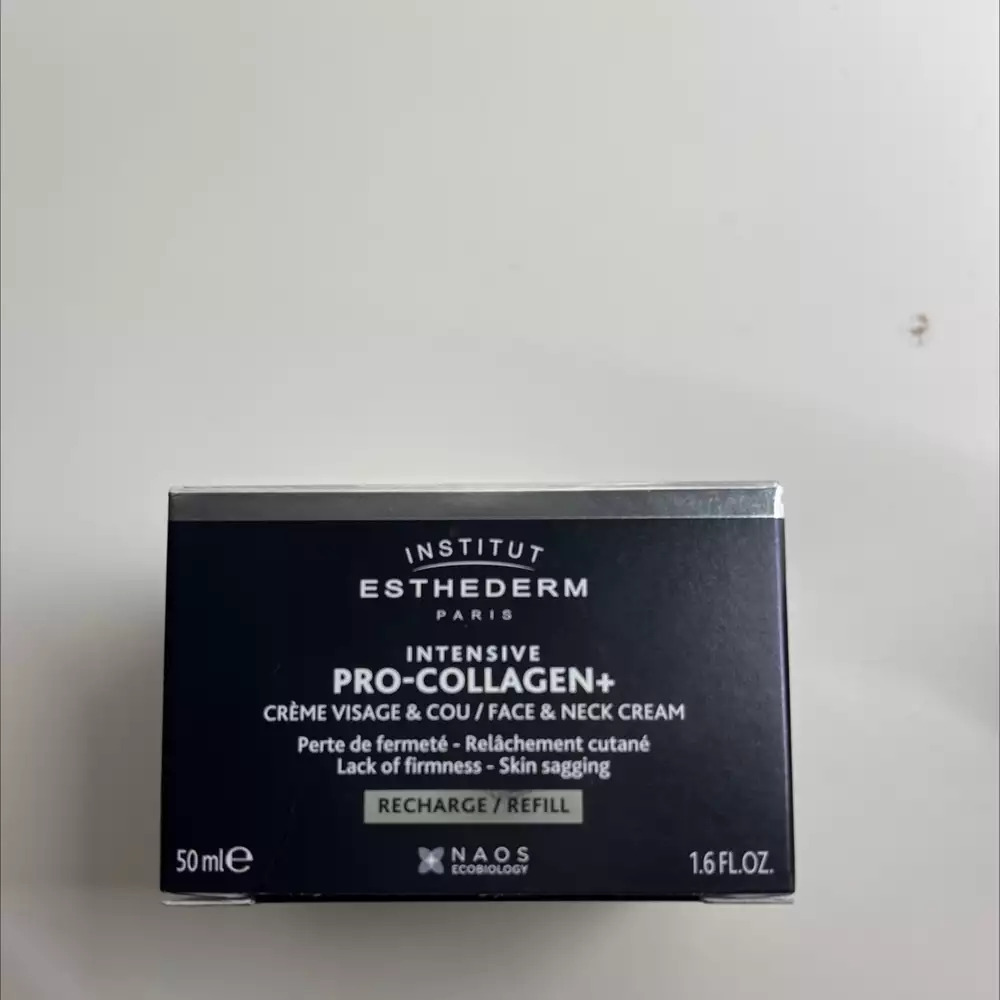 INSTITUT
ESTHEDERM
PARIS
INTENSIVE
PRO-COLLAGEN+
CRÈME VISAGE & COU / FACE & NECK CREAM
Perte de fermeté - Relâchement cutané
Lack of firmness - Skin sagging
RECHARGE / REFILL
50 ml℮
NAOS
ECOBIOLOGY
1.6 FL.OZ.